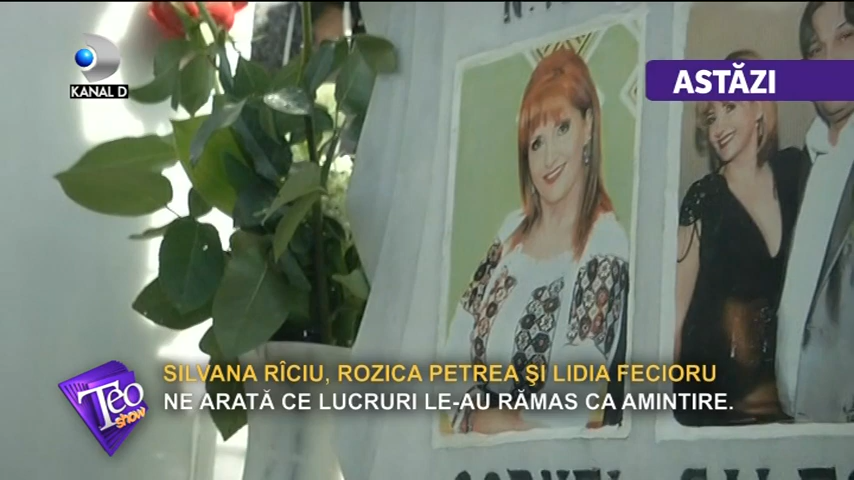 KANAL D
ASTĂZI
SILVANA RÎCIU, ROZICA PETREA ŞI LIDIA FECIORU
NE ARATĂ CE LUCRURI LE-AU RĂMAS CA AMINTIRE.
Teo
show